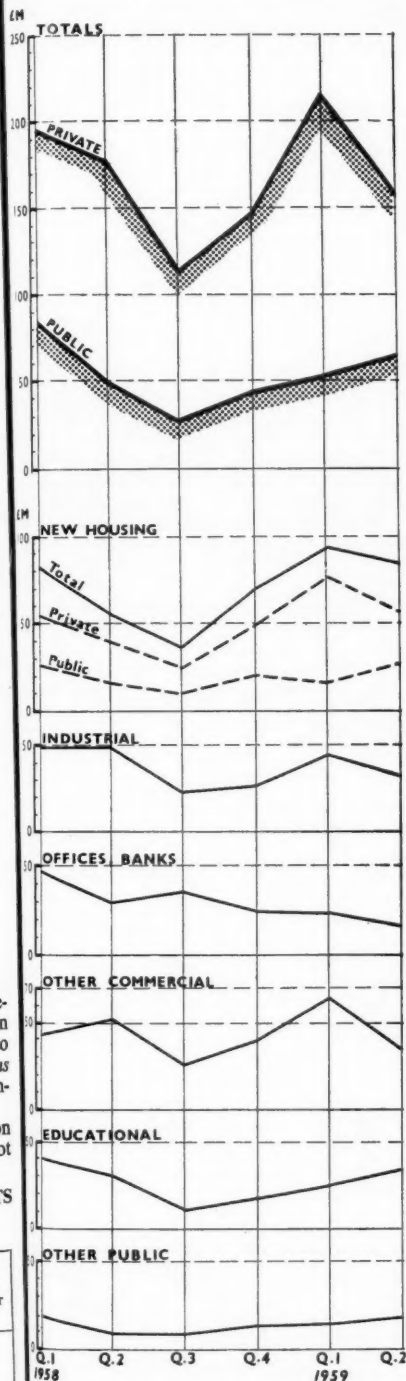 £M
TOTALS
250
200
PRIVATE
150
100
PUBLIC
50
0
£M
NEW HOUSING
100
Total
Private
50
Public
0
INDUSTRIAL
50
0
OFFICES, BANKS
50
0
OTHER COMMERCIAL
70
50
0
EDUCATIONAL
50
0
OTHER PUBLIC
50
0
Q.1 Q.2 Q.3 Q.4 Q.1 Q.2
1958 1959